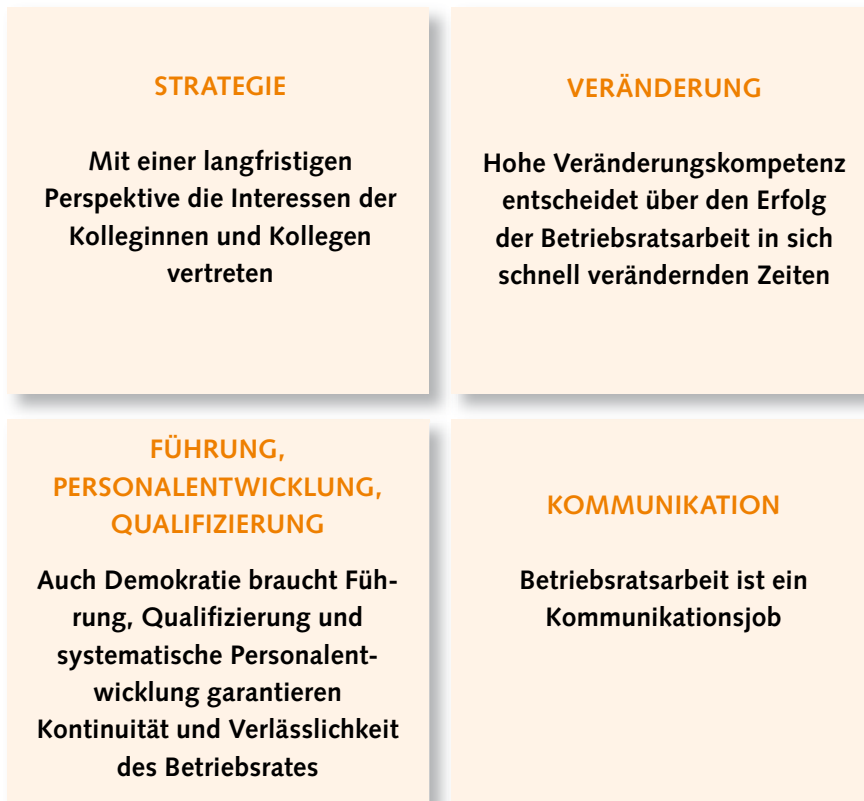 STRATEGIE
Mit einer langfristigen
Perspektive die Interessen der
Kolleginnen und Kollegen
vertreten
VERÄNDERUNG
Hohe Veränderungskompetenz
entscheidet über den Erfolg
der Betriebsratsarbeit in sich
schnell verändernden Zeiten
FÜHRUNG,
PERSONALENTWICKLUNG,
QUALIFIZIERUNG
Auch Demokratie braucht Füh-
rung, Qualifizierung und
systematische Personalent-
wicklung garantieren
Kontinuität und Verlässlichkeit
des Betriebsrates
KOMMUNIKATION
Betriebsratsarbeit ist ein
Kommunikationsjob